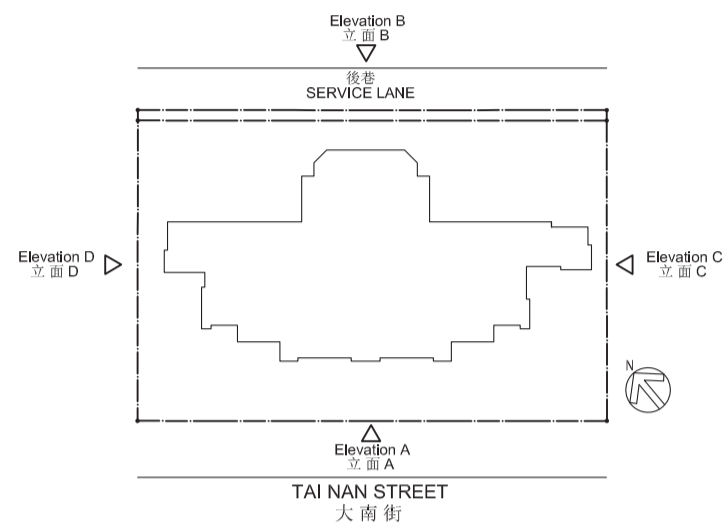 Elevation B
立面 B
後巷
SERVICE LANE
Elevation D
立面 D
Elevation C
立面 C
N
Elevation A
立面 A
TAI NAN STREET
大南街